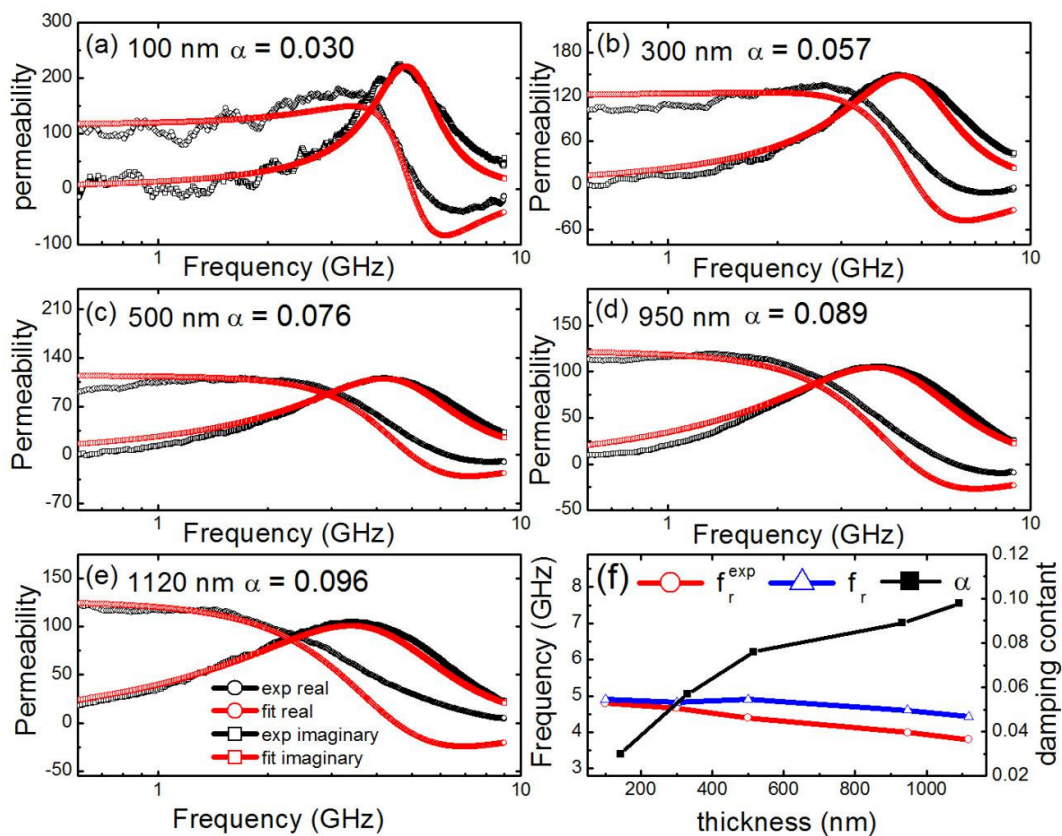 (a) 100 nm α = 0.030
permeability
300
200
100
0
-100
1
10
Frequency (GHz)
(b) 300 nm α = 0.057
Permeability
180
120
60
0
-60
1
10
Frequency (GHz)
(c) 500 nm α = 0.076
Permeability
210
140
70
0
-70
1
10
Frequency (GHz)
(d) 950 nm α = 0.089
Permeability
150
100
50
0
-50
1
10
Frequency (GHz)
(e) 1120 nm α = 0.096
Permeability
150
100
50
0
-50
exp real
fit real
exp imaginary
fit imaginary
1
10
Frequency (GHz)
(f)
f_r^exp f_r α
Frequency (GHz)
8
7
6
5
4
3
0.12
0.10
0.08
0.06
0.04
0.02
damping contant
200 400 600 800 1000
thickness (nm)